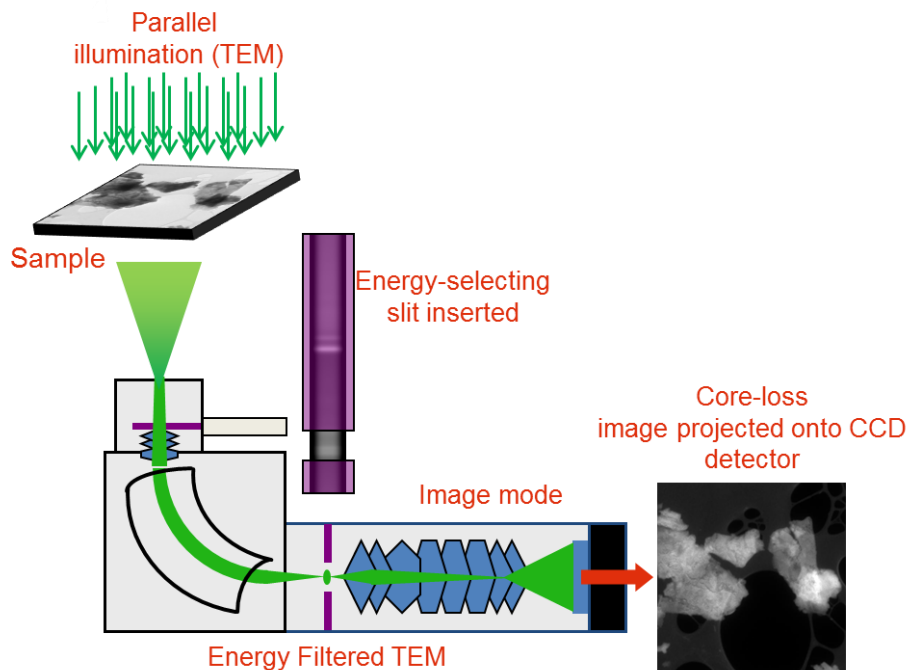 Parallel
illumination (TEM)
Sample
Energy-selecting
slit inserted
Core-loss
image projected onto CCD
detector
Image mode
Energy Filtered TEM